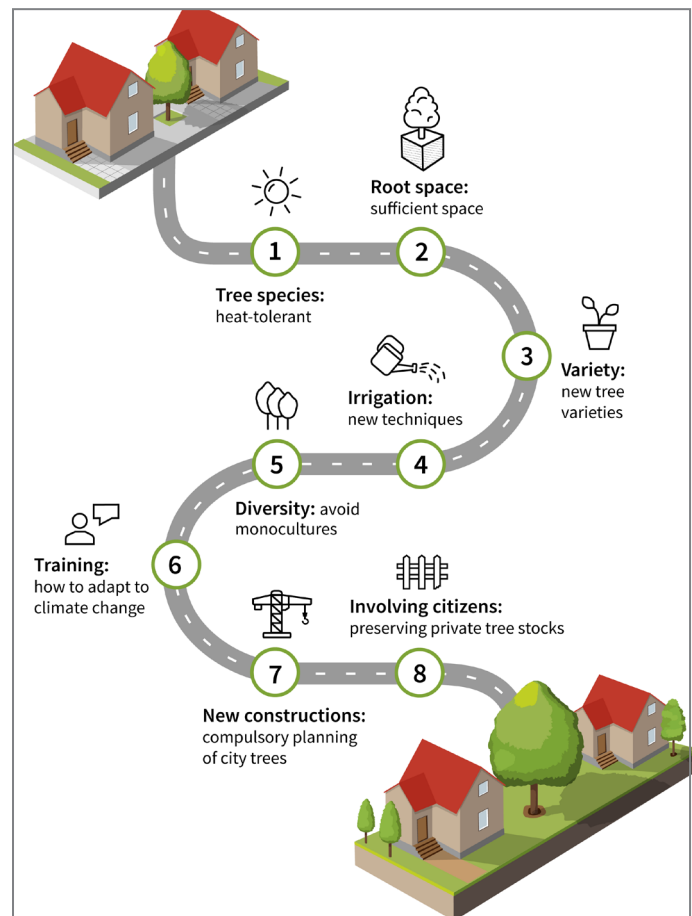 1
Tree species:
heat-tolerant
2
Root space:
sufficient space
3
Variety:
new tree
varieties
4
Irrigation:
new techniques
5
Diversity: avoid
monocultures
6
Training:
how to adapt to
climate change
7
New constructions:
compulsory planning
of city trees
8
Involving citizens:
preserving private tree stocks